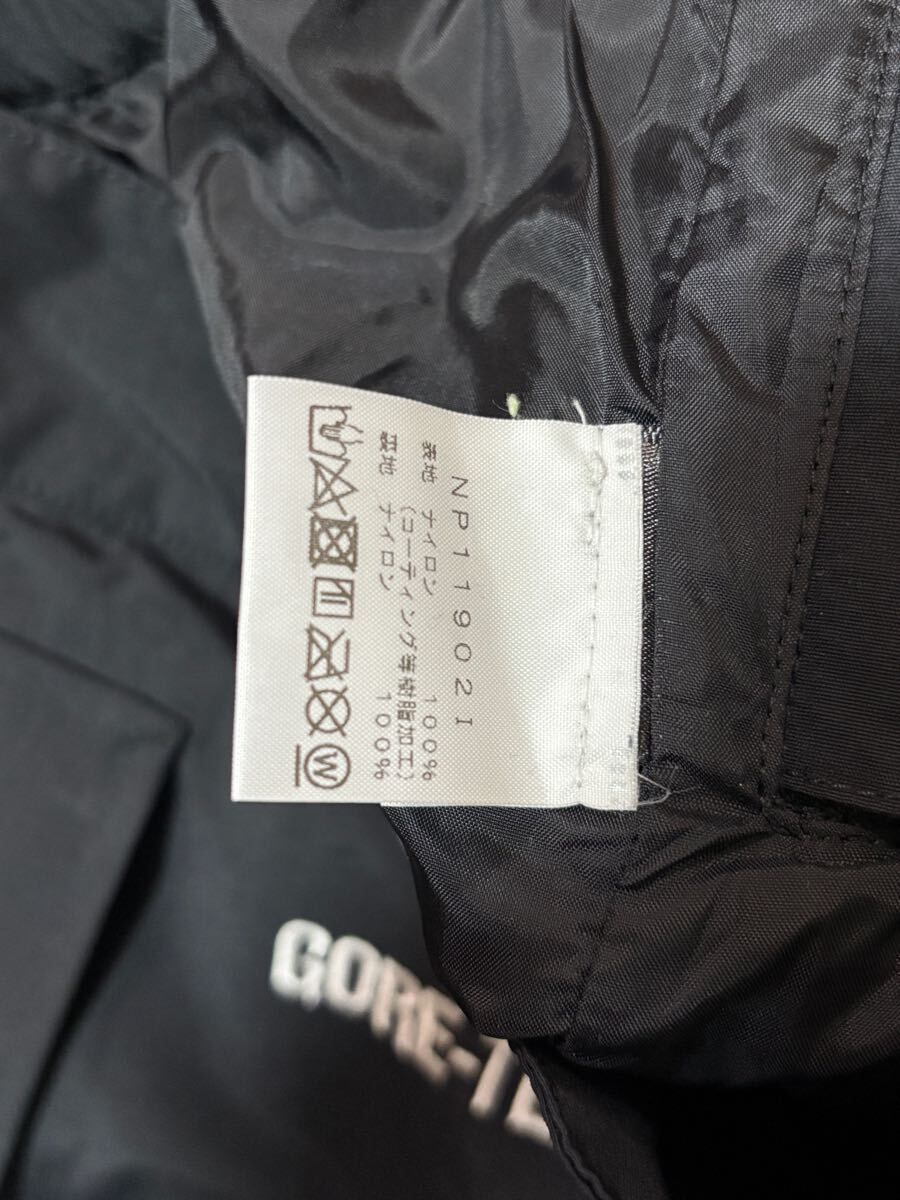 NP11902I
表地 ナイロン 100%
(コーティング等樹脂加工)
裏地 ナイロン 100%
W
GORE-TE